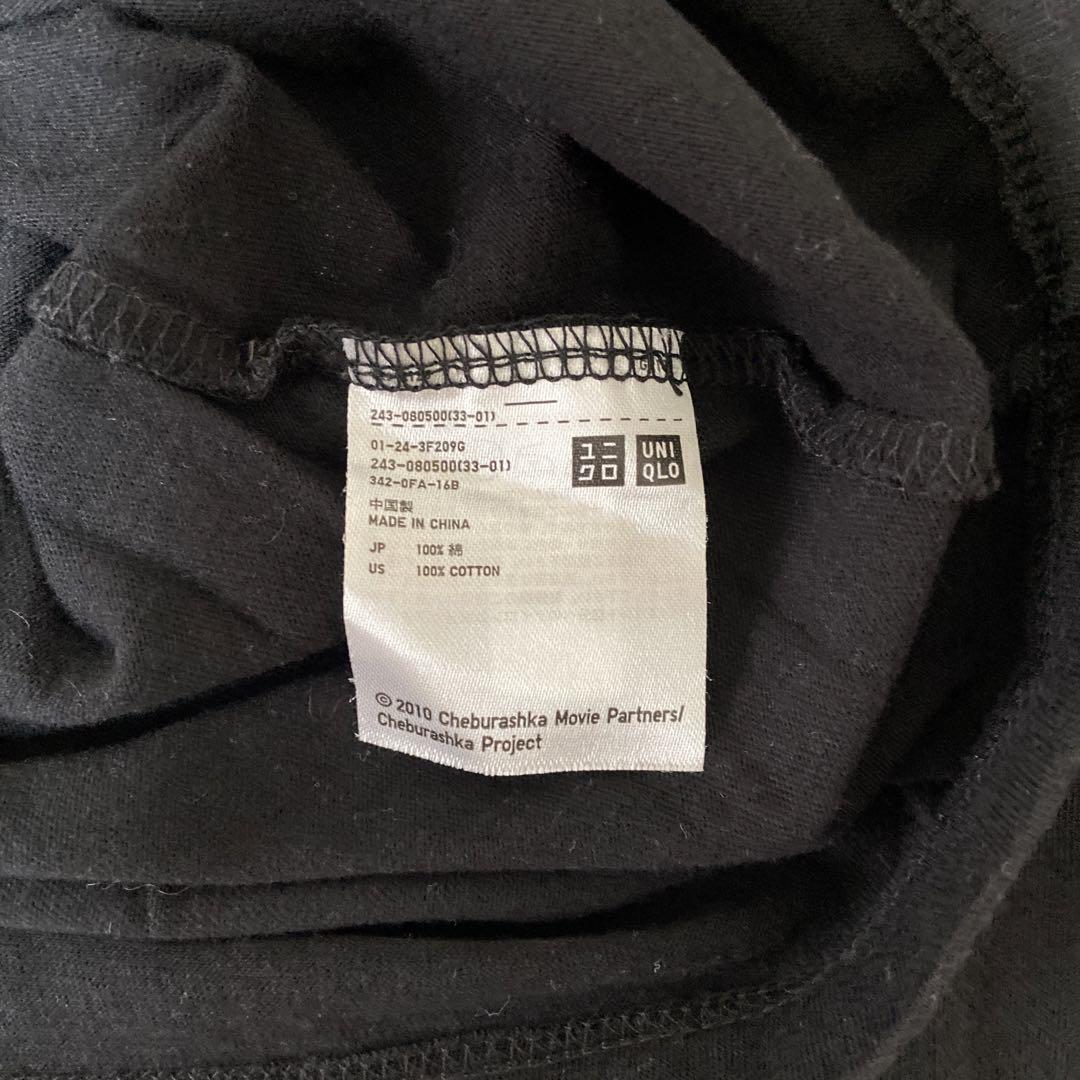 243-080500(33-01)
01-24-3F209G
243-080500(33-01)
342-0FA-16B
ユニ
クロ
UNI
QLO
中国製
MADE IN CHINA
JP 100% 綿
US 100% COTTON
© 2010 Cheburashka Movie Partners/
Cheburashka Project